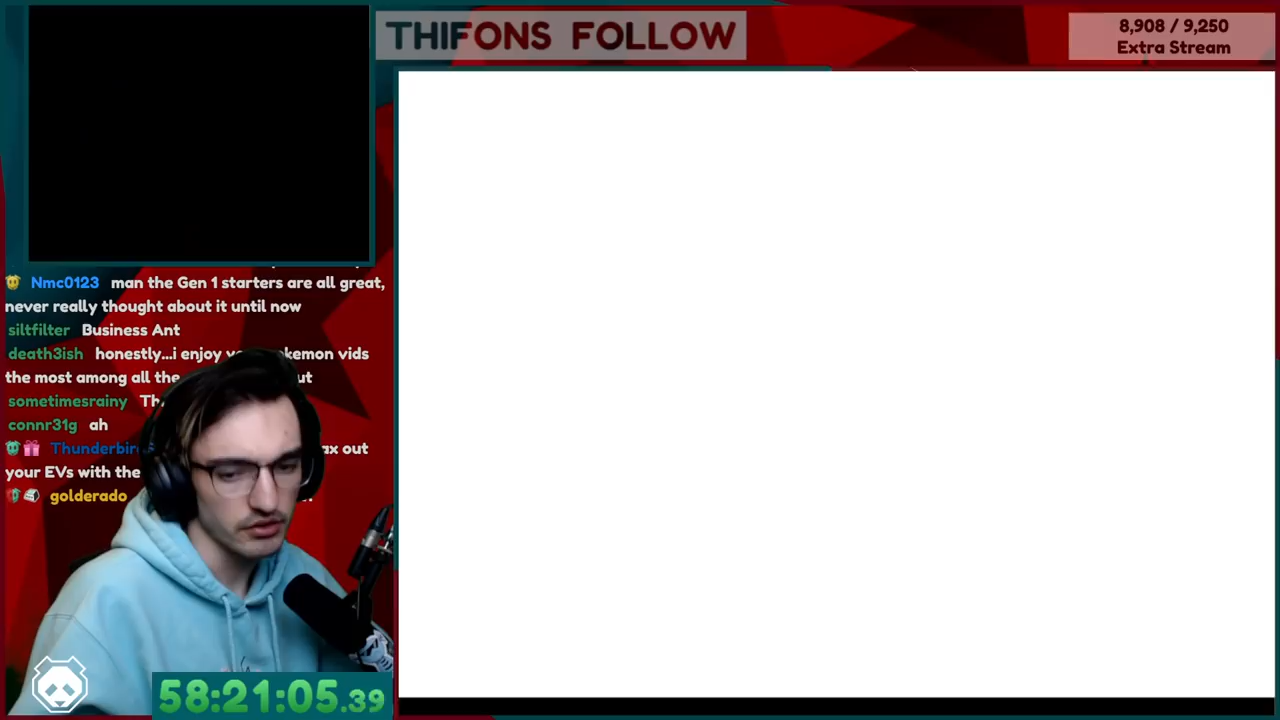 THIFONS FOLLOW
8,908 / 9,250
Extra Stream
Nmc0123 man the Gen 1 starters are all great,
never really thought about it until now
siltfilter Business Ant
death3ish honestly...i enjoy vids
the most among all the
sometimesrainy
connr31g ah
out
your EVs with the
golderado
58:21:05.39